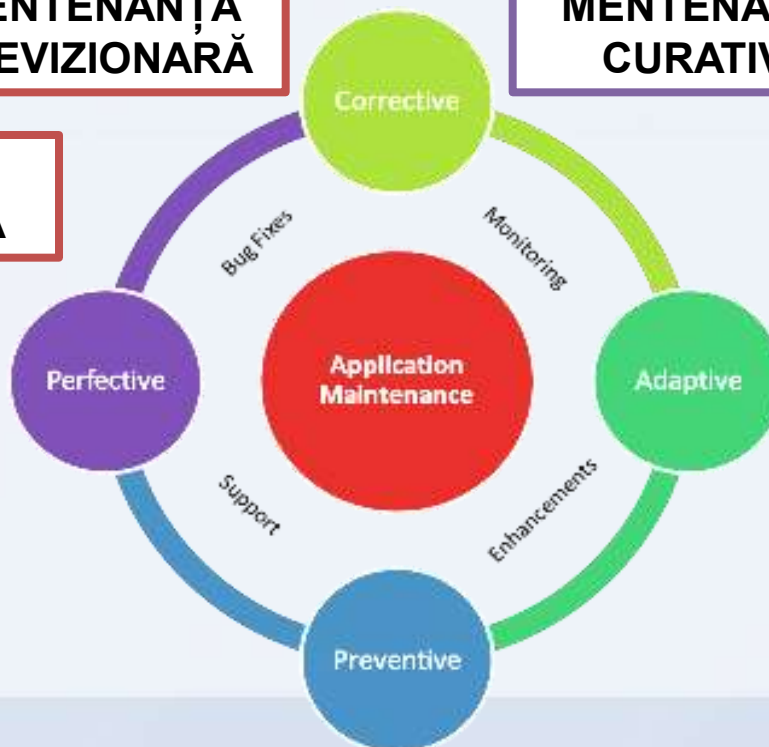 EVIZIONARĂ
CURATIV
Corrective
Bug Fixes
Monitoring
Perfective
Application
Maintenance
Adaptive
Support
Enhancements
Preventive